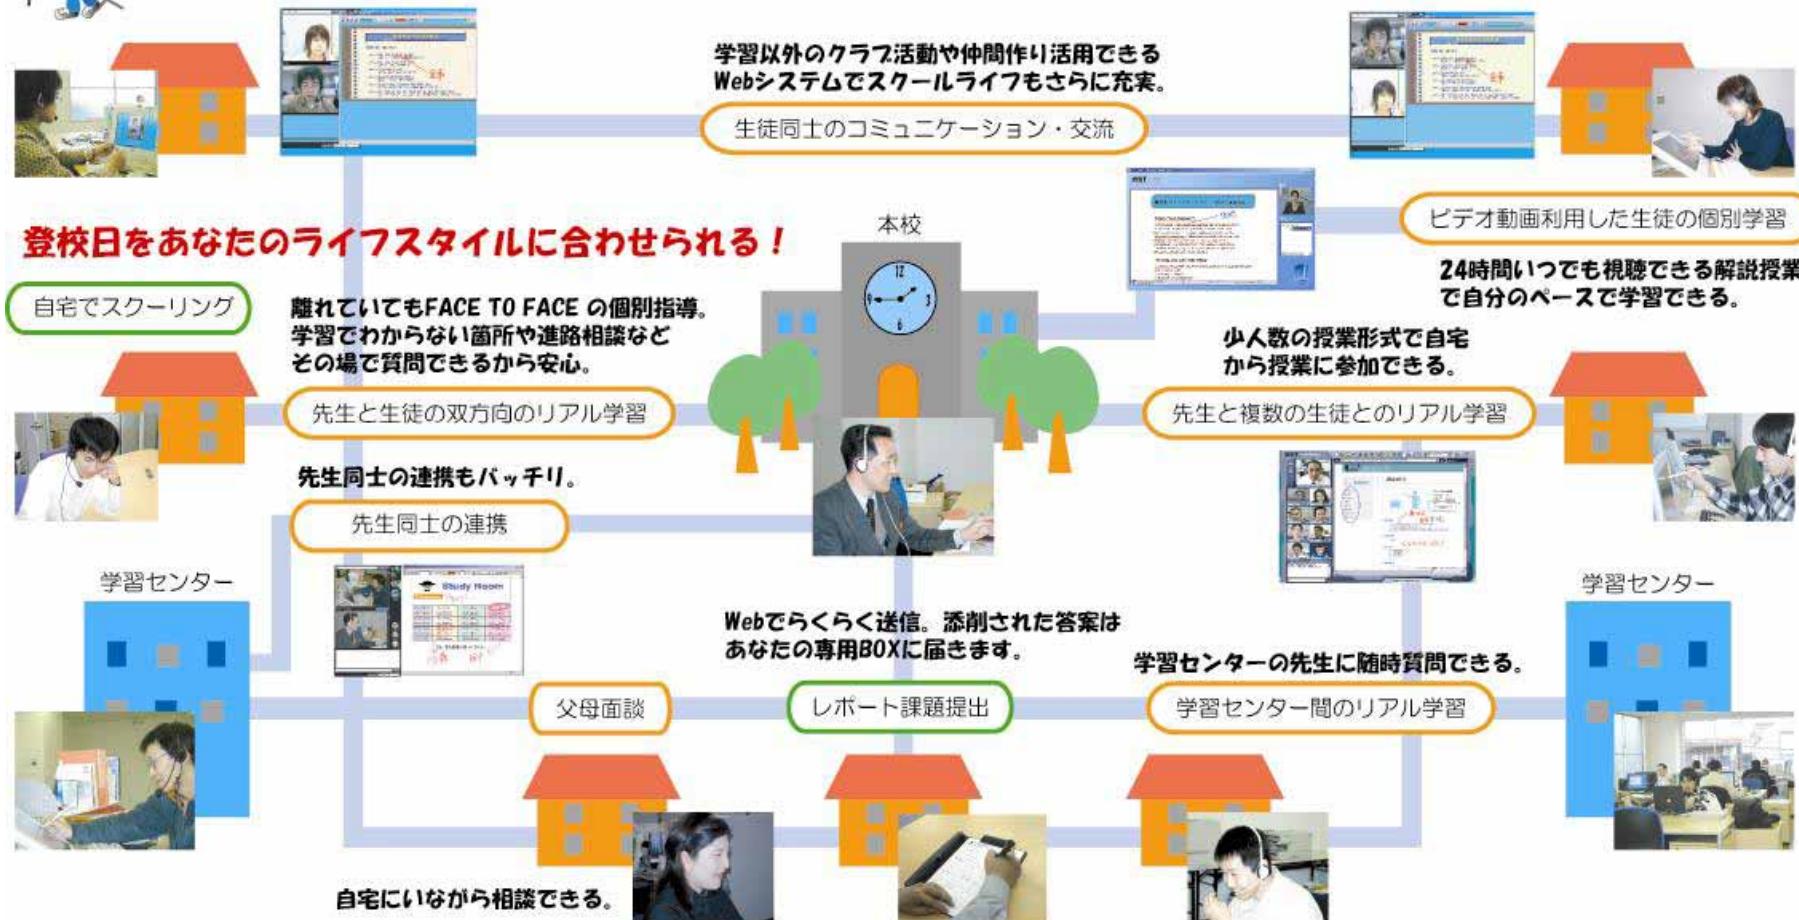 学習以外のクラブ活動や仲間作り活用できる
Webシステムでスクールライフもさらに充実。
生徒同士のコミュニケーション・交流
登校日をあなたのライフスタイルに合わせられる！
本校
12
3
6
9
ビデオ動画利用した生徒の個別学習
24時間いつでも視聴できる解説授業
で自分のペースで学習できる。
自宅でスクーリング
離れていてもFACE TO FACE の個別指導。
学習でわからない箇所や進路相談など
その場で質問できるから安心。
先生と生徒の双方向のリアル学習
少人数の授業形式で自宅
から授業に参加できる。
先生と複数の生徒とのリアル学習
先生同士の連携もバッチリ。
先生同士の連携
学習センター
Study Room
Webでらくらく送信。添削された答案は
あなたの専用BOXに届きます。
学習センターの先生に随時質問できる。
学習センター
父母面談
レポート課題提出
学習センター間のリアル学習
自宅にいながら相談できる。